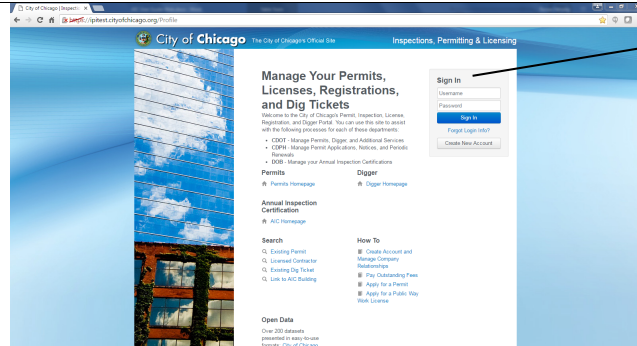 City of Chicago | Inspecti
https://ipitest.cityofchicago.org/Profile
City of Chicago The City of Chicago's Official Site Inspections, Permitting & Licensing
Manage Your Permits,
Licenses, Registrations,
and Dig Tickets
Welcome to the City of Chicago's Permit, Inspection, License,
Registration, and Digger Portal. You can use this site to assist
with the following processes for each of these departments:
• CDOT - Manage Permits, Digger, and Additional Services
• CDPH - Manage Permit Applications, Notices, and Periodic
Renewals
• DOB - Manage your Annual Inspection Certifications
Permits
Permits Homepage
Digger
Digger Homepage
Annual Inspection
Certification
AIC Homepage
Search
Existing Permit
Licensed Contractor
Existing Dig Ticket
Link to AIC Building
How To
Create Account and
Manage Company
Relationships
Pay Outstanding Fees
Apply for a Permit
Apply for a Public Way
Work License
Open Data
Over 200 datasets
presented in easy-to-use
formats. City of Chicago
Sign In
Username
Password
Sign In
Forgot Login Info?
Create New Account